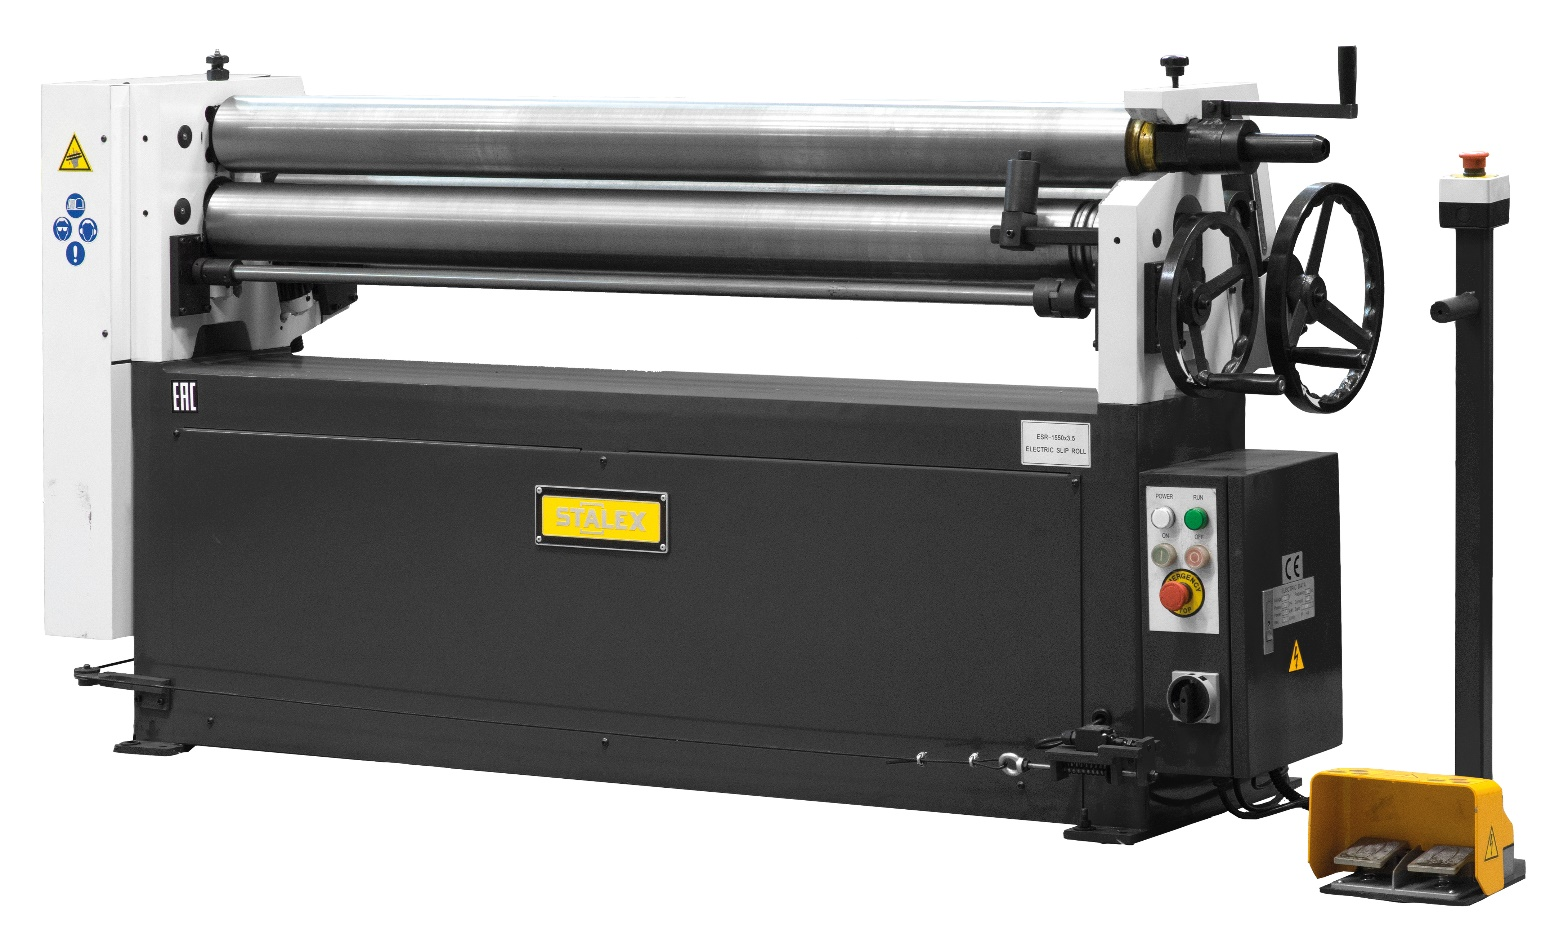 EAC
ESR-1550x3.5
ELECTRIC SLIP ROLL
STALEX
POWER RUN
ON OFF
EMERGENCY
STOP
CE